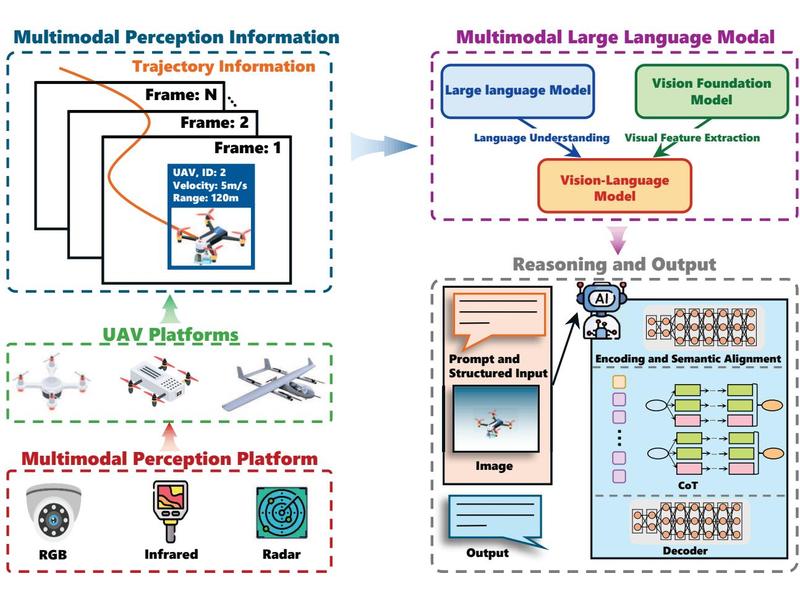 Multimodal Perception Information
Trajectory Information
Frame: N
Frame: 2
Frame: 1
UAV, ID: 2
Velocity: 5m/s
Range: 120m
UAV Platforms
Multimodal Perception Platform
RGB
Infrared
Radar
Multimodal Large Language Modal
Large language Model
Vision Foundation
Model
Language Understanding
Visual Feature Extraction
Vision-Language
Model
Reasoning and Output
Prompt and
Structured Input
Image
Output
AI
Encoding and Semantic Alignment
CoT
Decoder